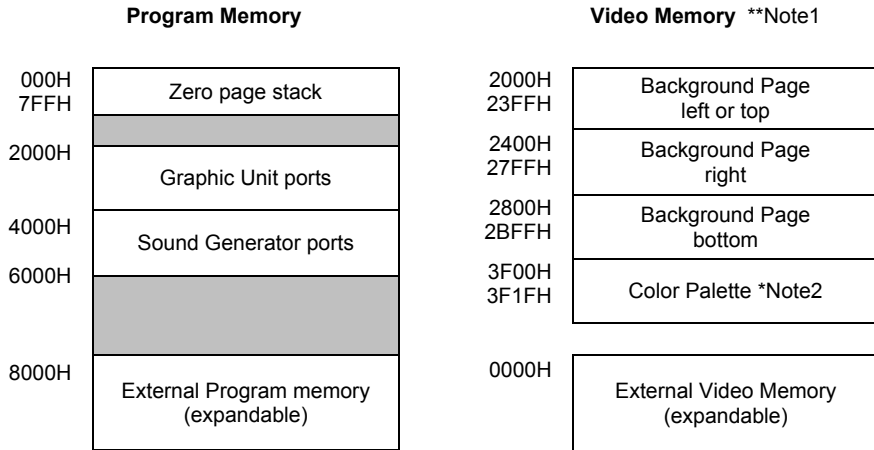 Program Memory
000H
7FFH
Zero page stack
2000H
Graphic Unit ports
4000H
Sound Generator ports
6000H
8000H
External Program memory
(expandable)
Video Memory **Note1
2000H
23FFH
Background Page
left or top
2400H
27FFH
Background Page
right
2800H
2BFFH
Background Page
bottom
3F00H
3F1FH
Color Palette *Note2
0000H
External Video Memory
(expandable)